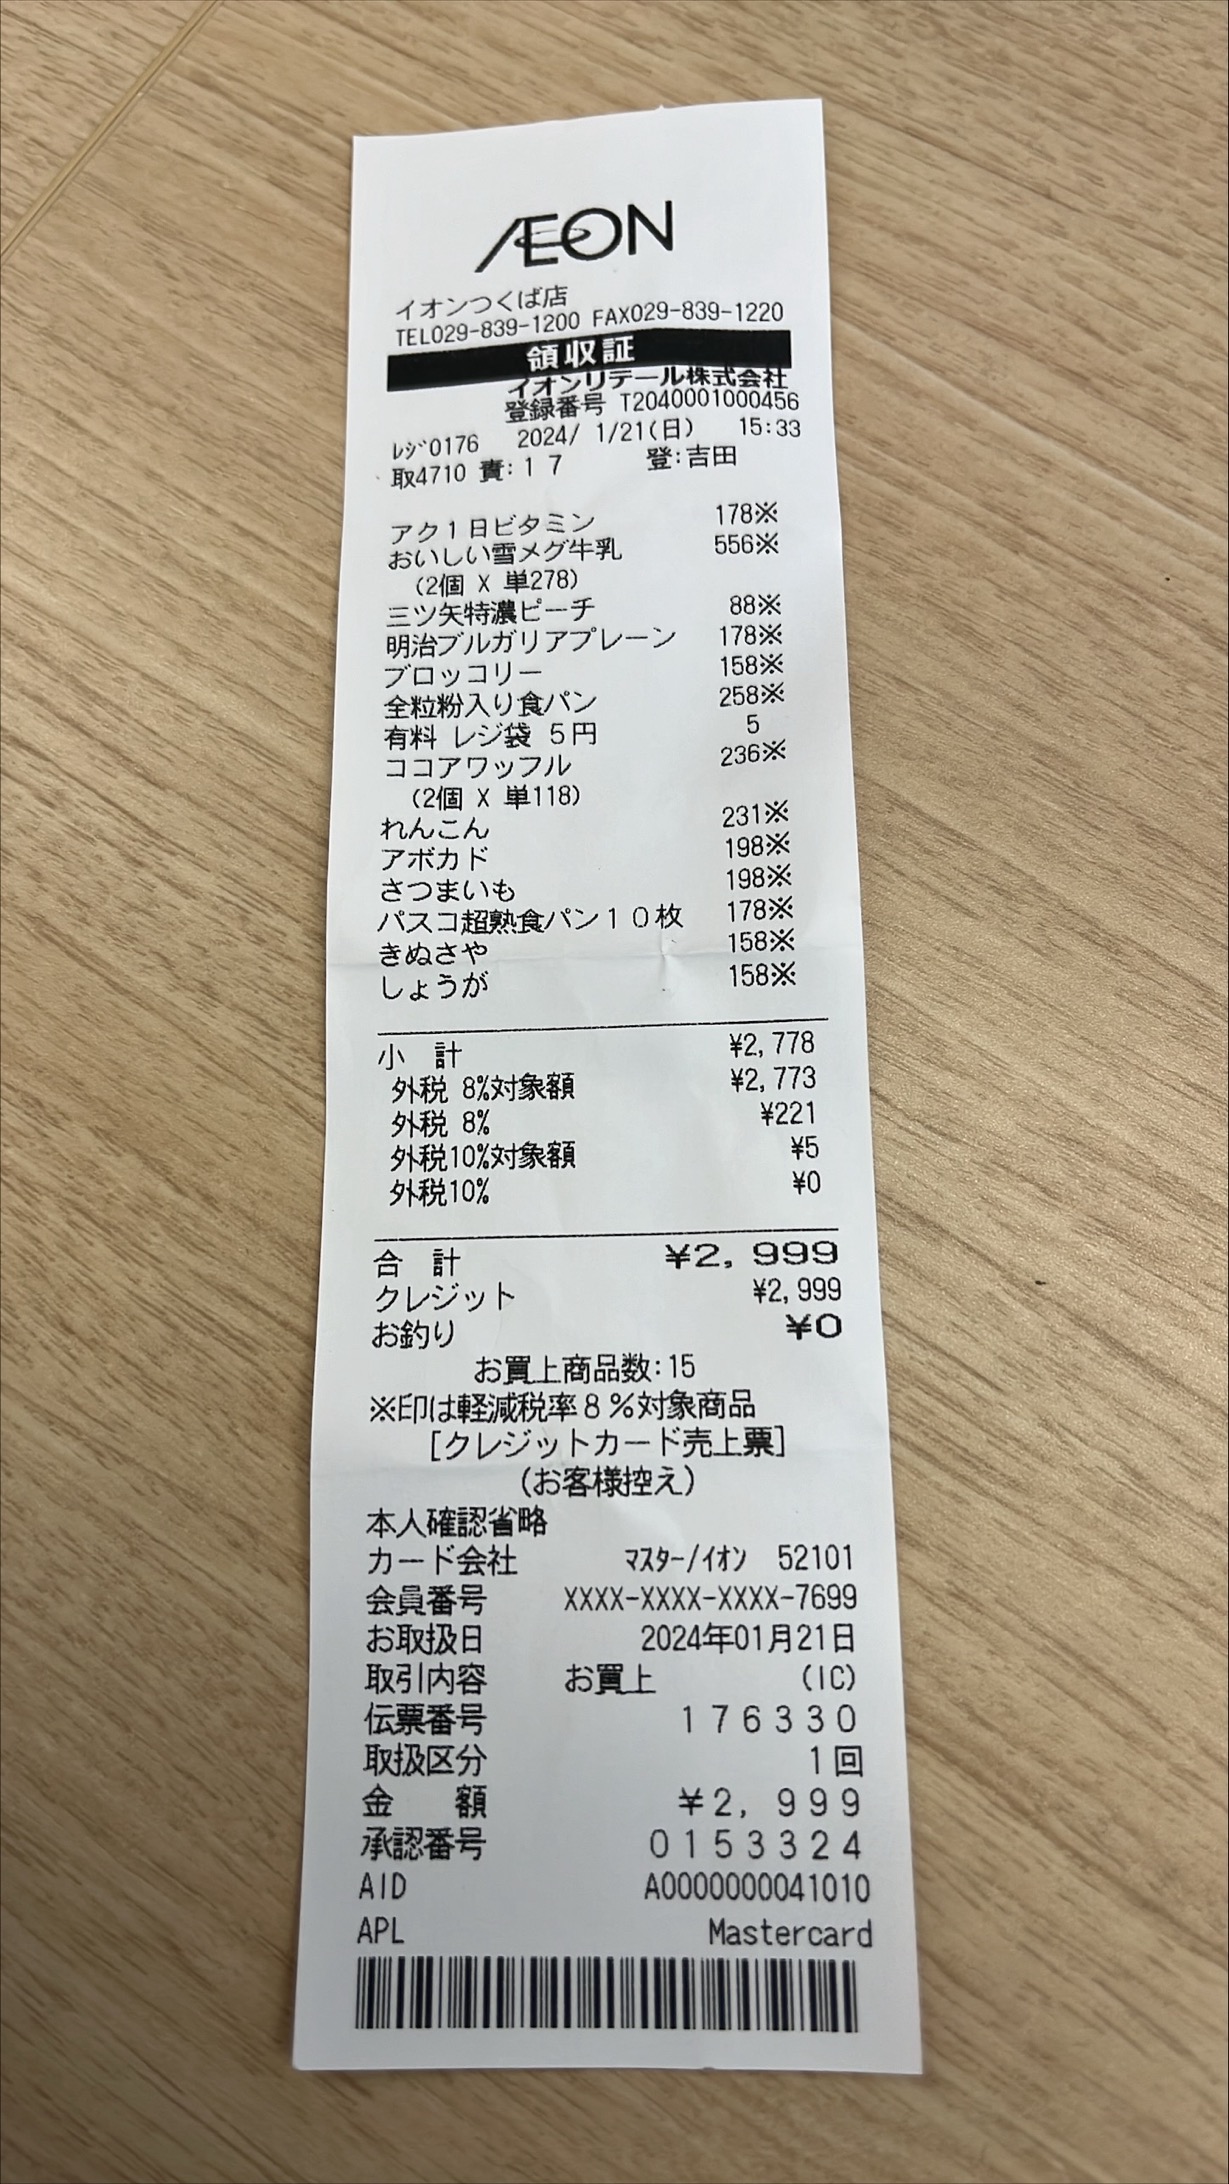 ÆON
イオンつくば店
TEL029-839-1200 FAX029-839-1220
領収証
イオンリテール株式会社
登録番号 T2040001000456
ﾚｼﾞ0176 2024/ 1/21(日) 15:33
取4710 責:17 登:吉田
アク1日ビタミン 178※
おいしい雪メグ牛乳 556※
(2個 X 単278)
三ツ矢特濃ピーチ 88※
明治ブルガリアプレーン 178※
ブロッコリー 158※
全粒粉入り食パン 258※
有料 レジ袋 5円 5
ココアワッフル 236※
(2個 X 単118)
れんこん 231※
アボカド 198※
さつまいも 198※
パスコ超熟食パン10枚 178※
きぬさや 158※
しょうが 158※
小 計 ¥2,778
外税 8%対象額 ¥2,773
外税 8% ¥221
外税10%対象額 ¥5
外税10% ¥0
合 計 ¥2,999
クレジット ¥2,999
お釣り ¥0
お買上商品数:15
※印は軽減税率8%対象商品
[クレジットカード売上票]
(お客様控え)
本人確認省略
カード会社 ﾏｽﾀｰ/ｲｵﾝ 52101
会員番号 XXXX-XXXX-XXXX-7699
お取扱日 2024年01月21日
取引内容 お買上 (IC)
伝票番号 176330
取扱区分 1回
金 額 ¥2,999
承認番号 0153324
AID A0000000041010
APL Mastercard